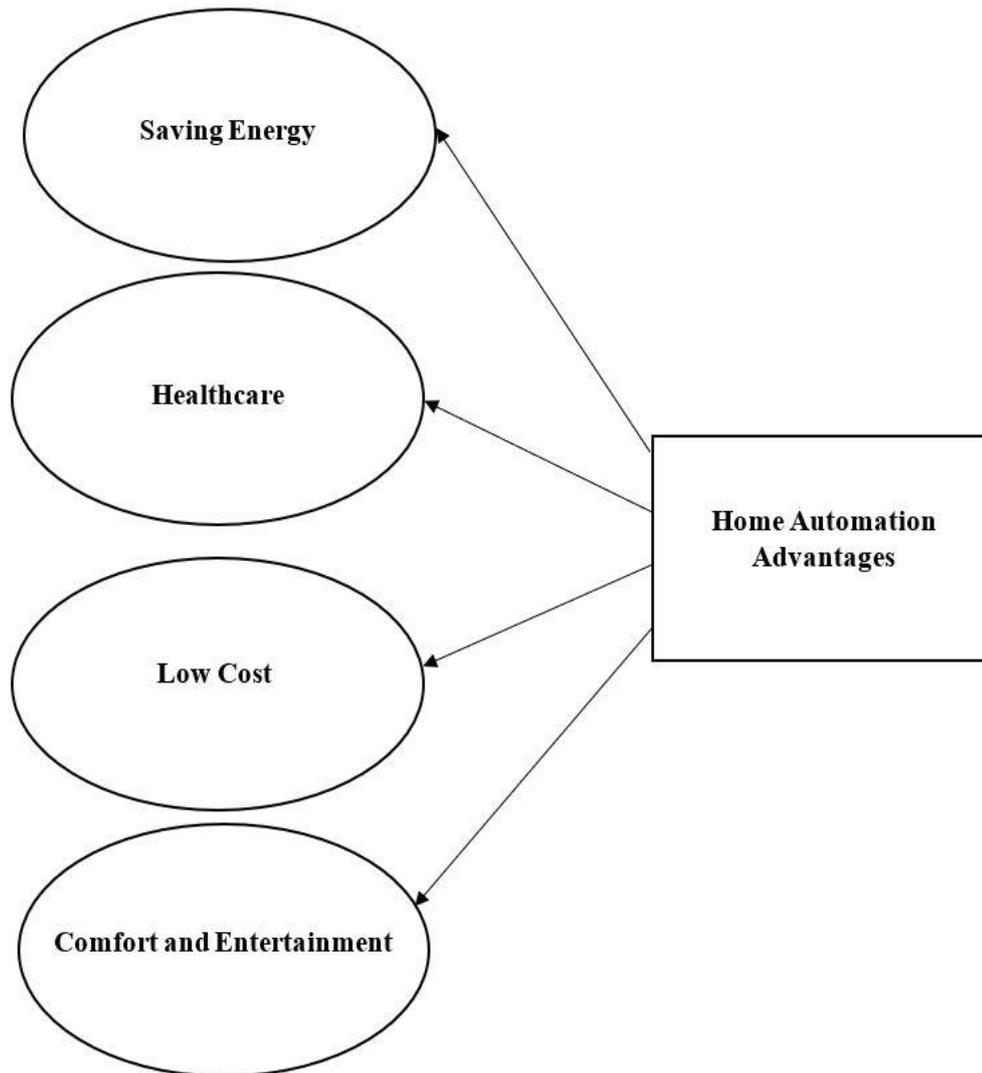 Saving Energy
Healthcare
Home Automation
Advantages
Low Cost
Comfort and Entertainment